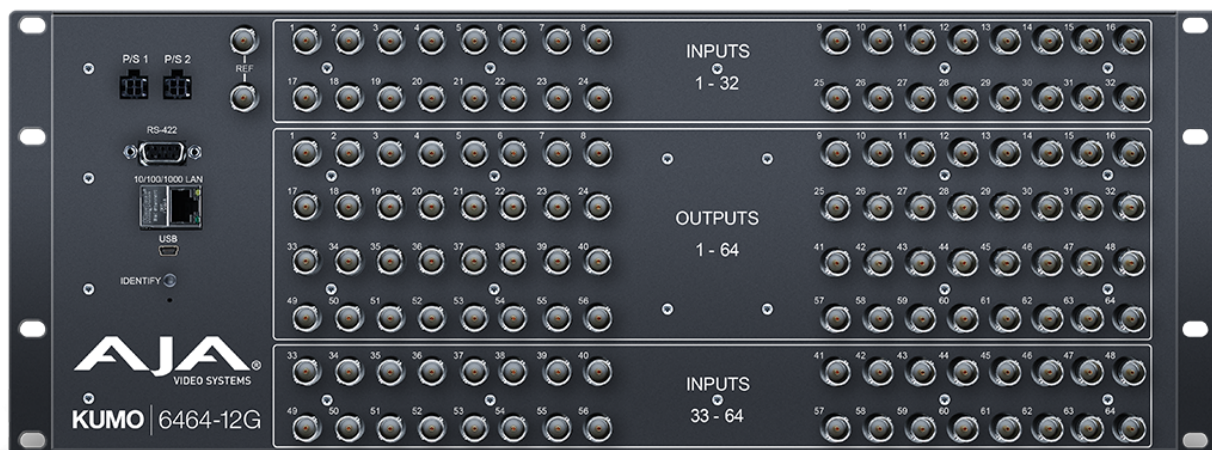 P/S 1 P/S 2
REF
RS-422
10/100/1000 LAN
USB
IDENTIFY
AJA®
VIDEO SYSTEMS
KUMO | 6464-12G
1 2 3 4 5 6 7 8
INPUTS
1 - 32
9 10 11 12 13 14 15 16
17 18 19 20 21 22 23 24
25 26 27 28 29 30 31 32
1 2 3 4 5 6 7 8
9 10 11 12 13 14 15 16
17 18 19 20 21 22 23 24
OUTPUTS
1 - 64
25 26 27 28 29 30 31 32
33 34 35 36 37 38 39 40
41 42 43 44 45 46 47 48
49 50 51 52 53 54 55 56
57 58 59 60 61 62 63 64
33 34 35 36 37 38 39 40
INPUTS
33 - 64
41 42 43 44 45 46 47 48
49 50 51 52 53 54 55 56
57 58 59 60 61 62 63 64